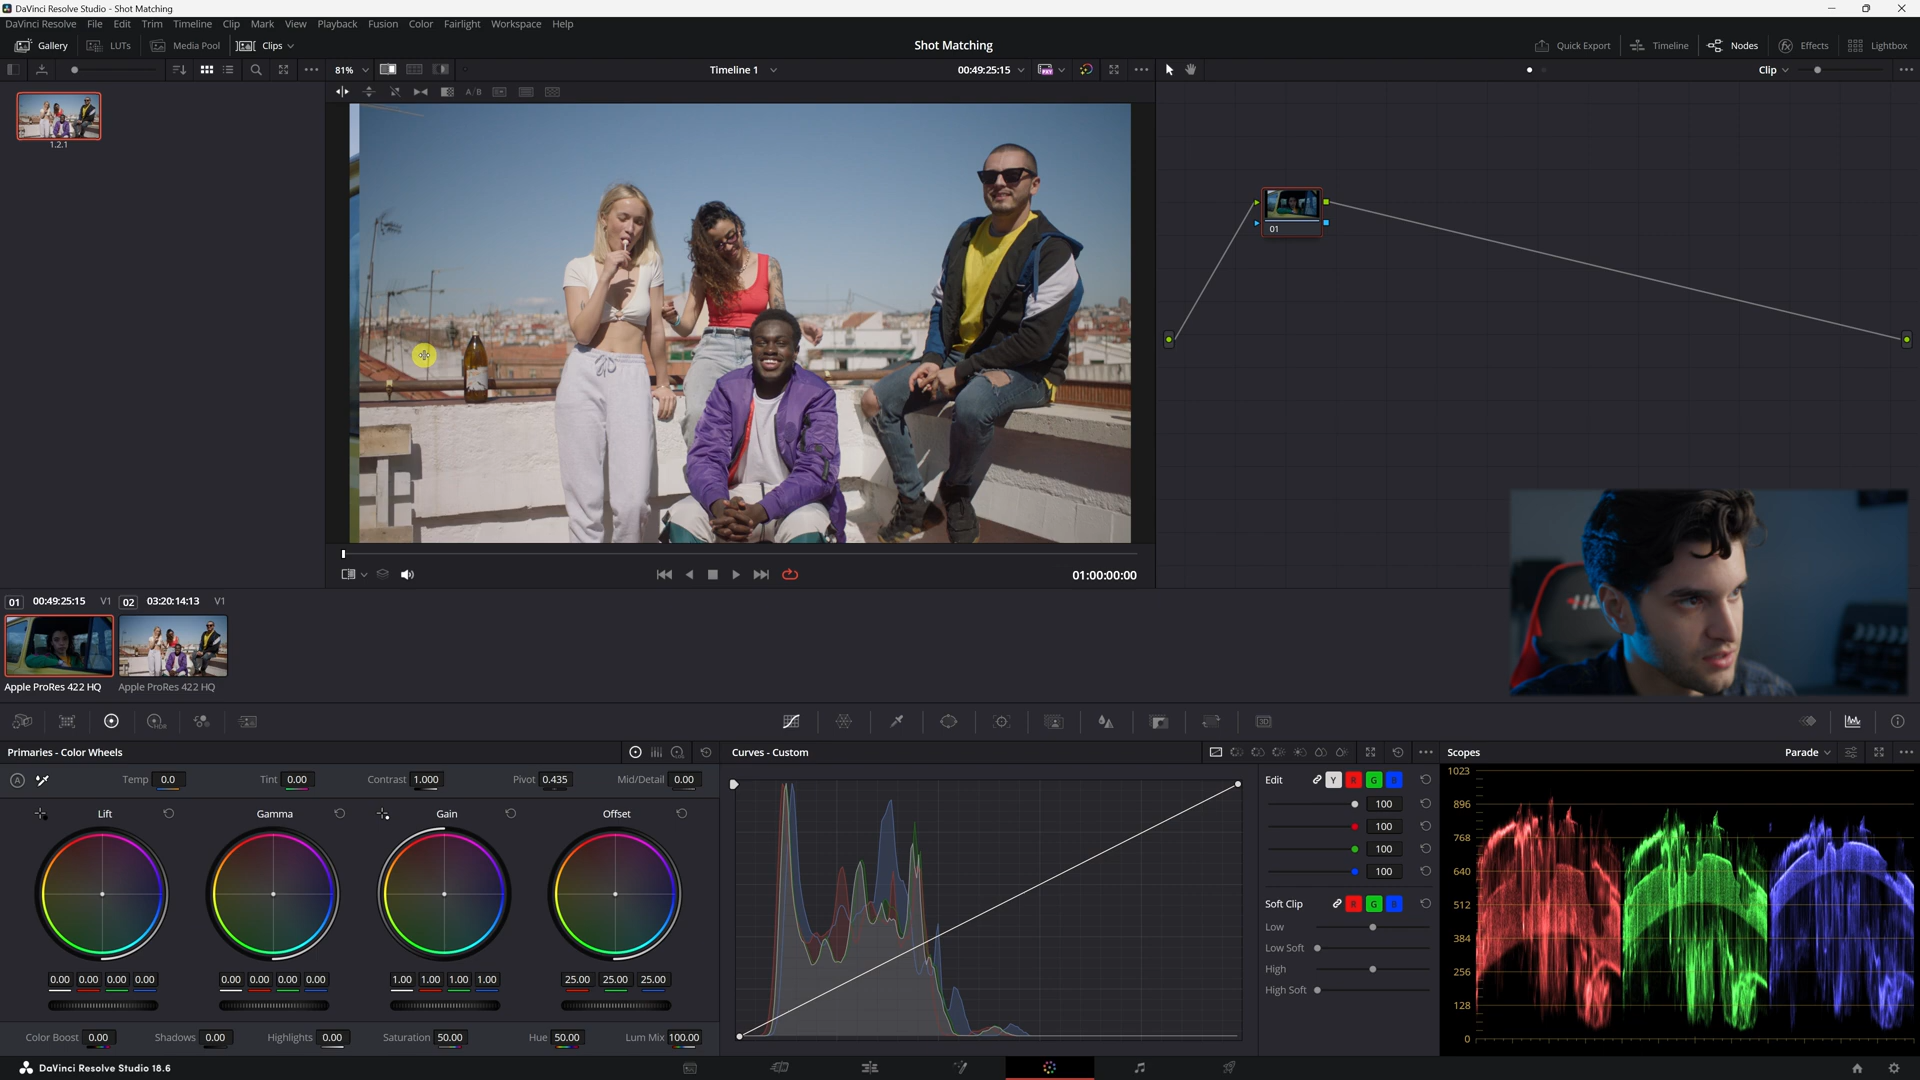 DaVinci Resolve Studio - Shot Matching
DaVinci Resolve File Edit Trim Timeline Clip Mark View Playback Fusion Color Fairlight Workspace Help
Gallery LUTs Media Pool Clips Shot Matching Quick Export Timeline Nodes Effects Lightbox
81% Timeline 1 00:49:25:15 Clip
A/B
1.2.1
01
01:00:00:00
01 00:49:25:15 V1 02 03:20:14:13 V1
Apple ProRes 422 HQ Apple ProRes 422 HQ
HDR
3D
Primaries - Color Wheels Curves - Custom Scopes Parade
A Temp 0.0 Tint 0.00 Contrast 1.000 Pivot 0.435 Mid/Detail 0.00
Edit Y R G B
100
100
100
100
Lift Gamma Gain Offset
0.00 0.00 0.00 0.00 0.00 0.00 0.00 0.00 1.00 1.00 1.00 1.00 25.00 25.00 25.00
Color Boost 0.00 Shadows 0.00 Highlights 0.00 Saturation 50.00 Hue 50.00 Lum Mix 100.00
Soft Clip R G B
Low
Low Soft
High
High Soft
1023
896
768
640
512
384
256
128
0
DaVinci Resolve Studio 18.6